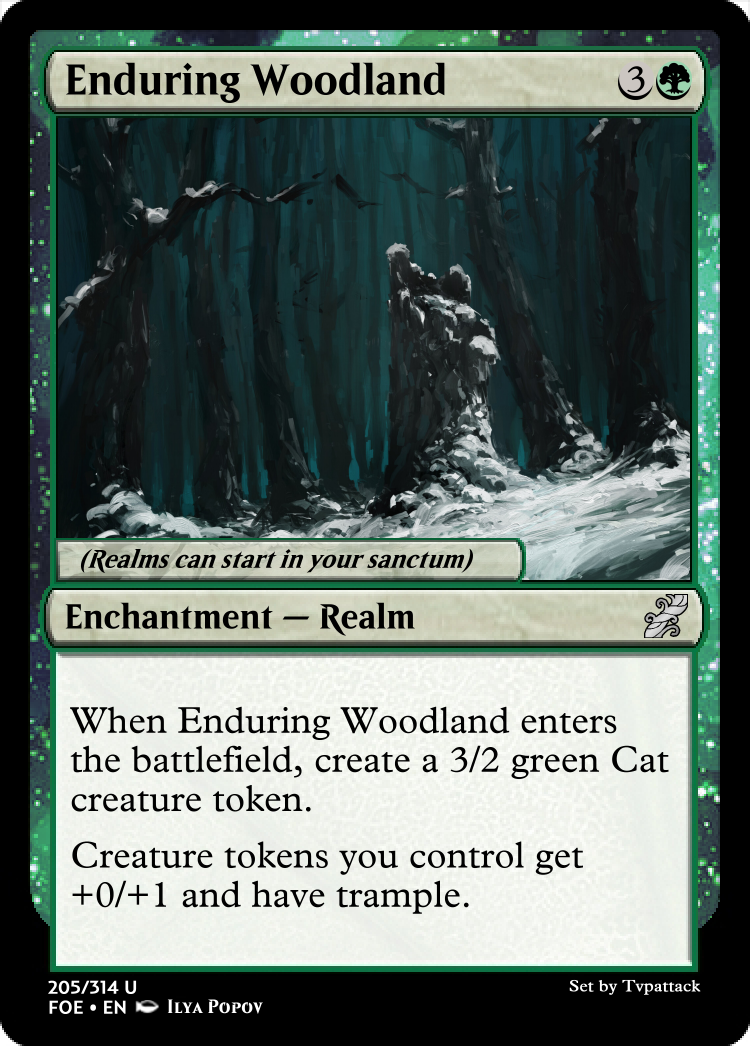 Enduring Woodland
3
(Realms can start in your sanctum)
Enchantment — Realm
When Enduring Woodland enters
the battlefield, create a 3/2 green Cat
creature token.
Creature tokens you control get
+0/+1 and have trample.
205/314 U
FOE • EN Ilya Popov
Set by Tvpattack